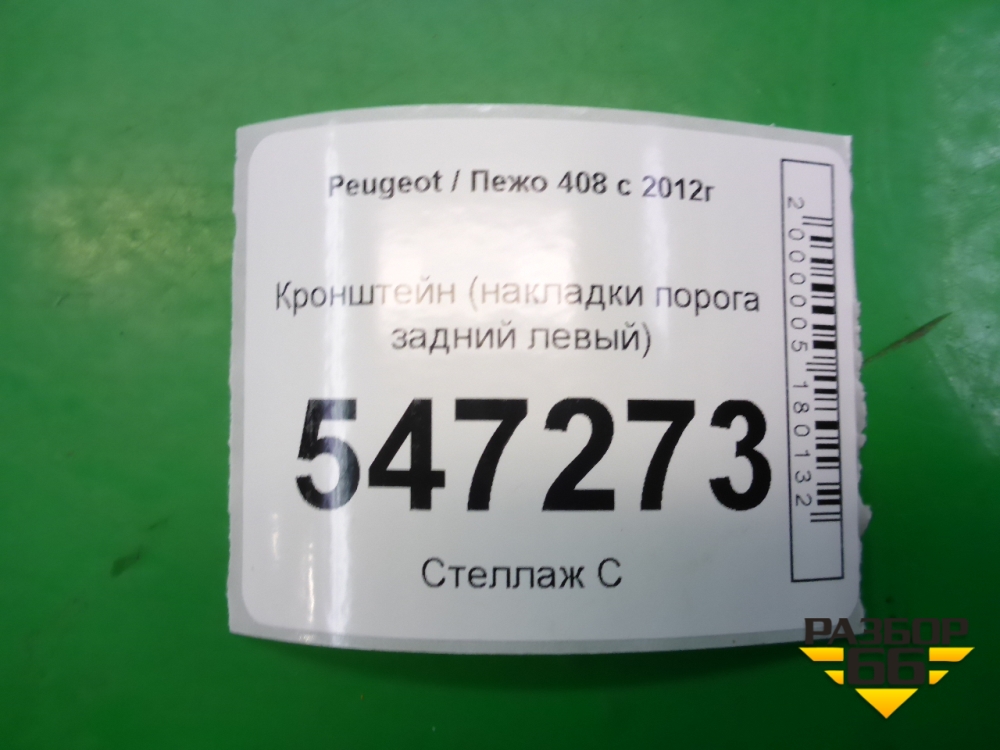 Peugeot / Пежо 408 с 2012г
Кронштейн (накладки порога
задний левый)
547273
Стеллаж С
2000005180132
РАЗБОР
66